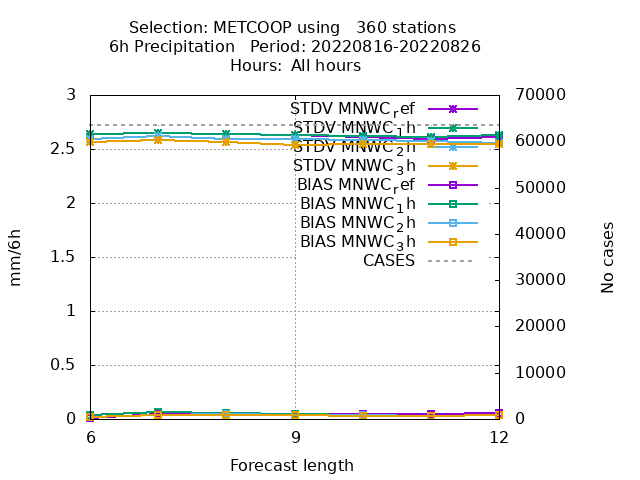 Selection: METCOOP using   360 stations
6h Precipitation   Period: 20220816-20220826
Hours:  All hours
3 70000
STDV MNWC_ref
STDV MNWC_1h
2.5 60000
STDV MNWC_2h
STDV MNWC_3h
BIAS MNWC_ref
50000
2
BIAS MNWC_1h
BIAS MNWC_2h
40000
BIAS MNWC_3h
CASES
1.5
30000
1
20000
0.5
10000
0 0
6 9 12
mm/6h
No cases
Forecast length